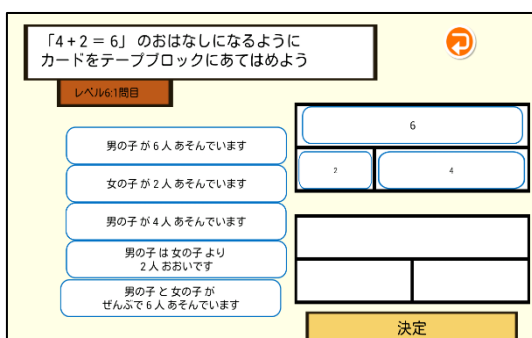 「4+2=6」 のおはなしになるように
カードをテープブロックにあてはめよう
レベル6:1問目
男の子 が 6 人 あそんでいます
女の子 が 2 人 あそんでいます
男の子 が 4 人 あそんでいます
男の子 は 女の子 より
2 人 おおいです
男の子 と 女の子 が
ぜんぶで 6 人 あそんでいます
6
2
4
決定